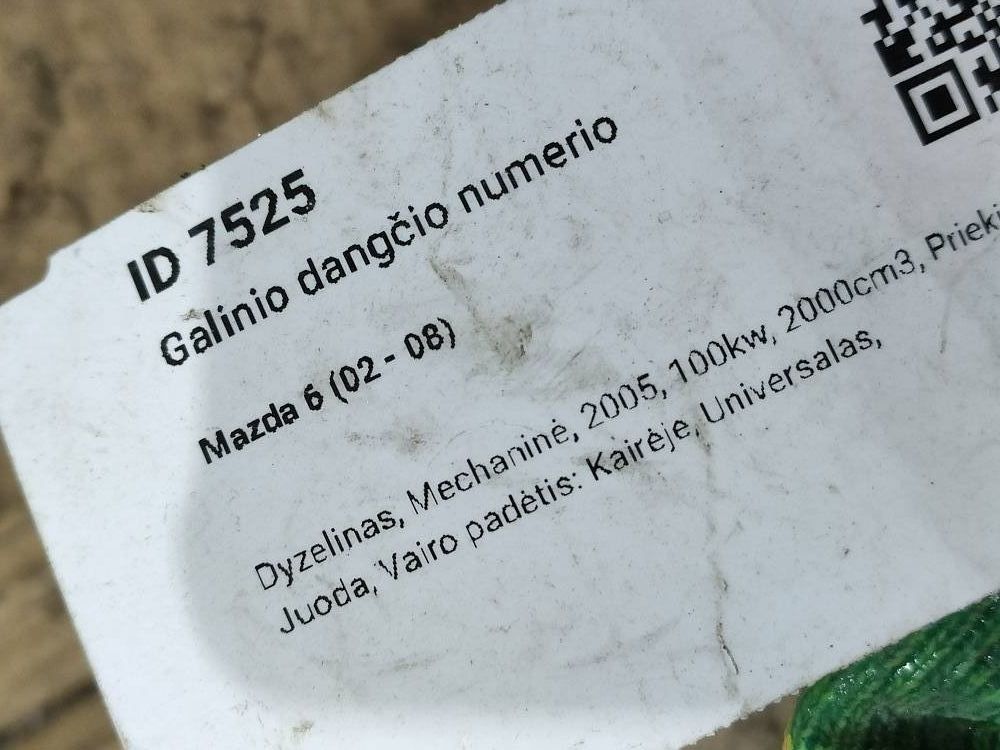 ID 7525
Galinio dangčio numerio
Mazda 6 (02 - 08)
Dyzelinas, Mechaninė, 2005, 100kw, 2000cm3, Prieki
Juoda, Vairo padėtis: Kairėje, Universalas,